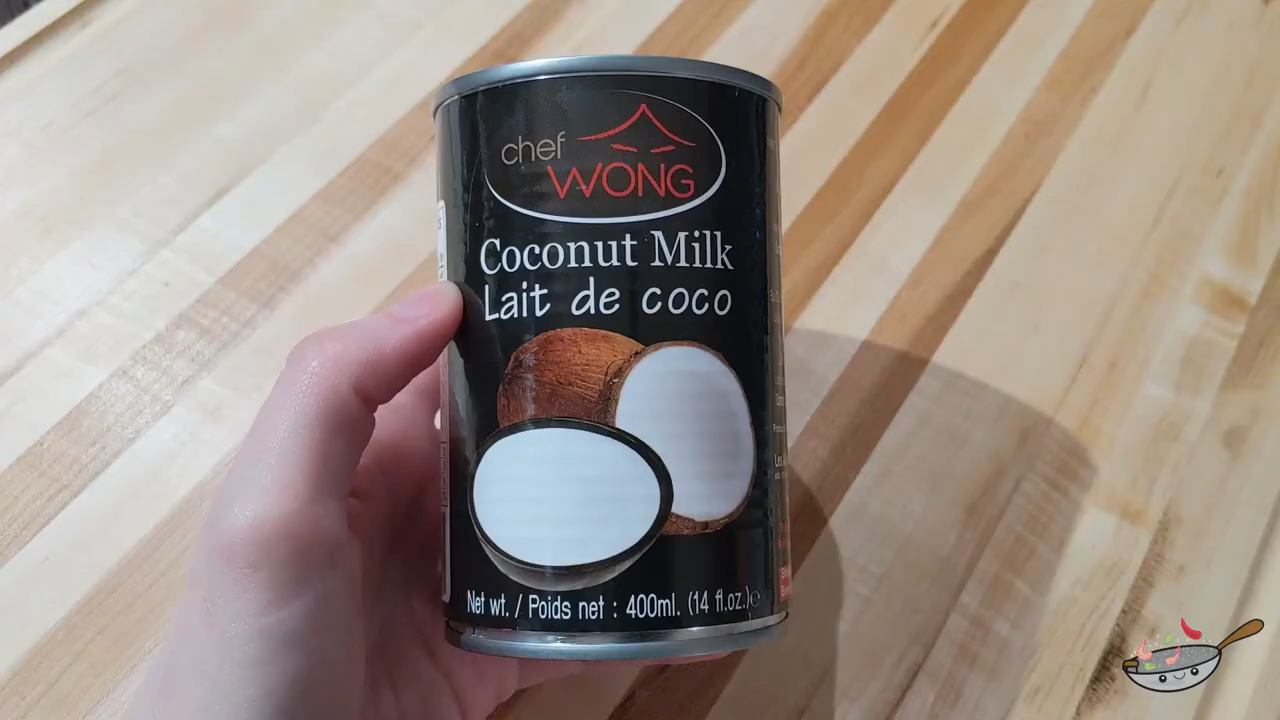 chef
WONG
Coconut Milk
Lait de coco
Net wt. / Poids net : 400ml. (14 fl.oz.)e